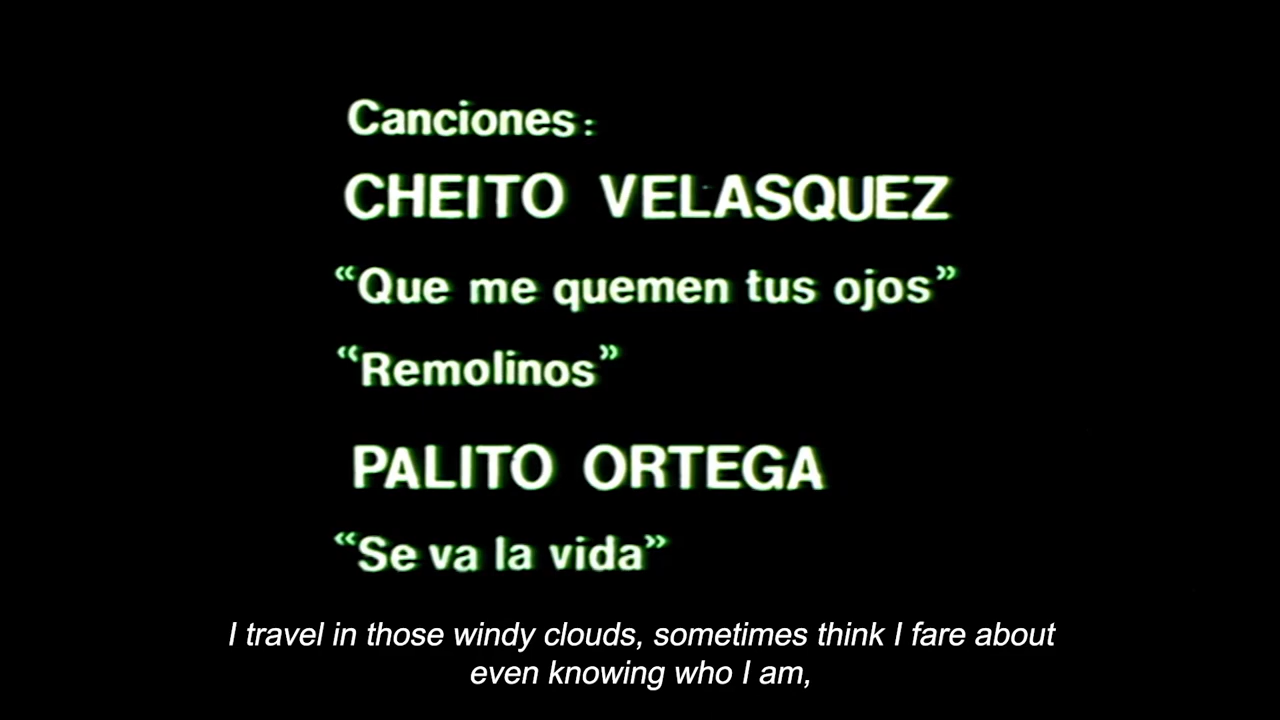 Canciones:
CHEITO VELASQUEZ
“Que me quemen tus ojos”
“Remolinos”
PALITO ORTEGA
“Se va la vida”
I travel in those windy clouds, sometimes think I fare about
even knowing who I am,